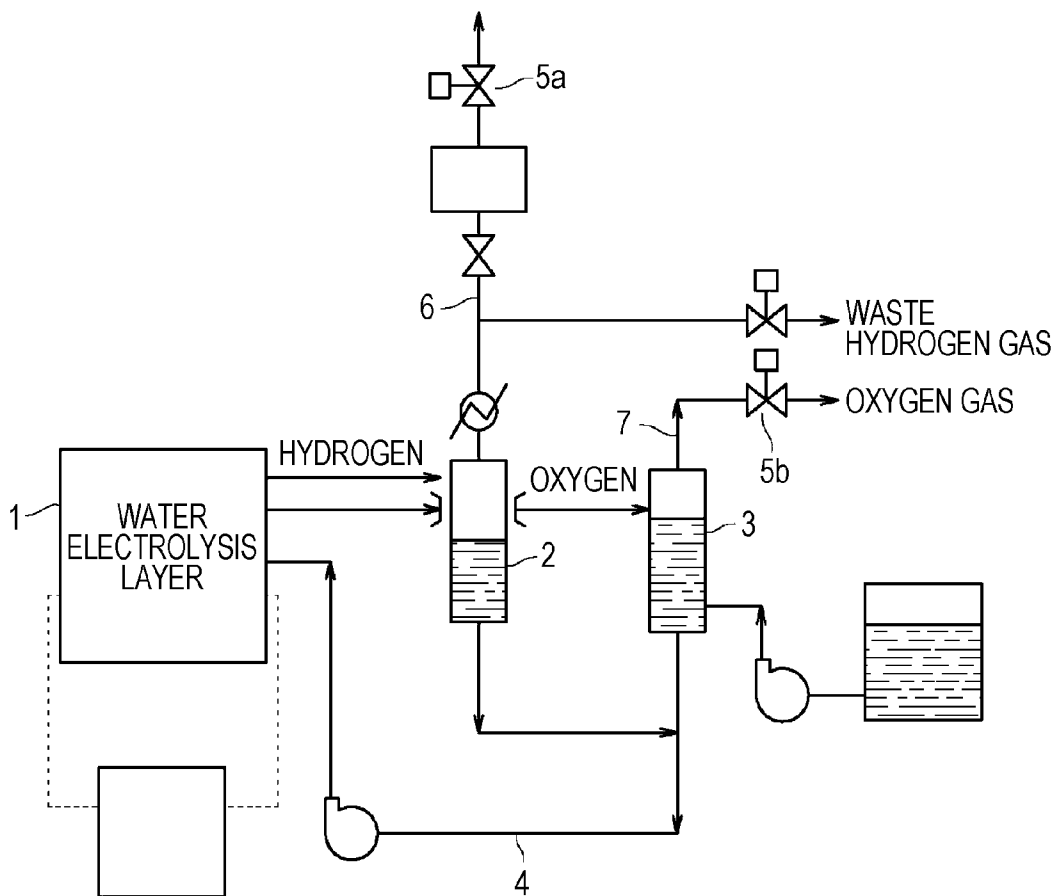 5a
6
WASTE
HYDROGEN GAS
OXYGEN GAS
7
5b
HYDROGEN
OXYGEN
1
WATER
ELECTROLYSIS
LAYER
2
3
4